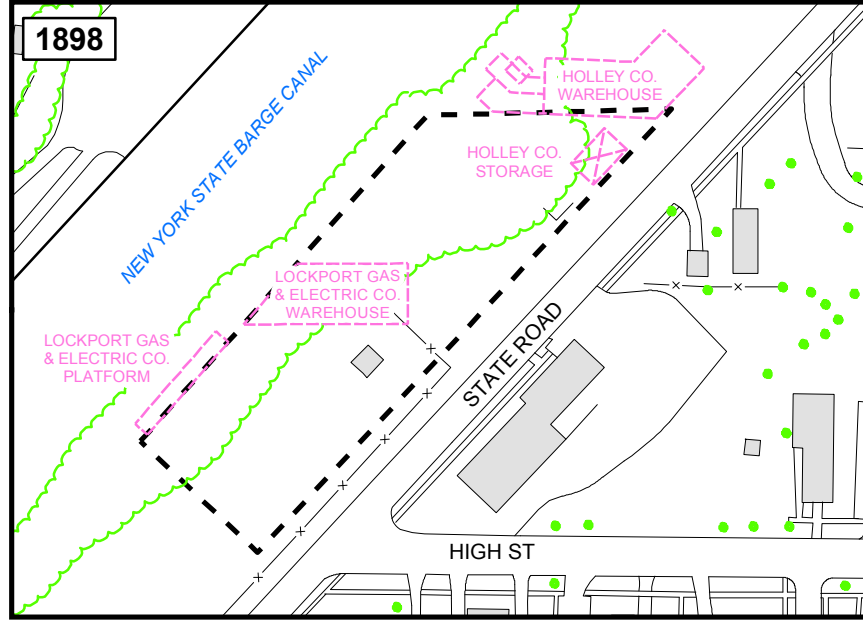 1898
NEW YORK STATE BARGE CANAL
HOLLEY CO.
WAREHOUSE
HOLLEY CO.
STORAGE
LOCKPORT GAS
& ELECTRIC CO.
WAREHOUSE
LOCKPORT GAS
& ELECTRIC CO.
PLATFORM
STATE ROAD
HIGH ST